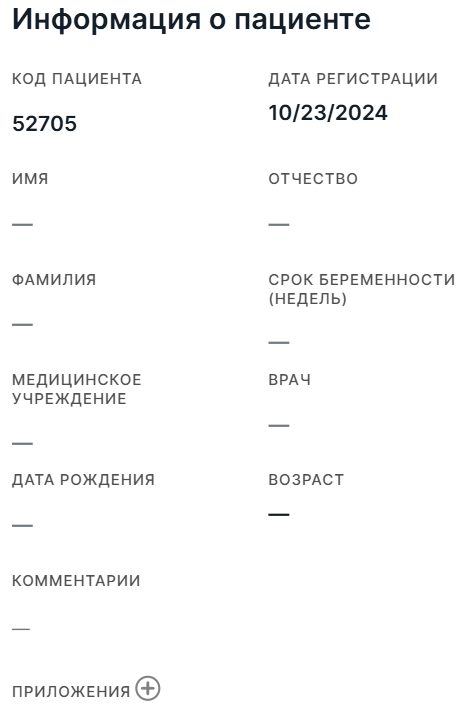 Информация о пациенте
КОД ПАЦИЕНТА
ДАТА РЕГИСТРАЦИИ
52705
10/23/2024
ИМЯ
ОТЧЕСТВО
—
—
ФАМИЛИЯ
СРОК БЕРЕМЕННОСТИ
(НЕДЕЛЬ)
—
—
МЕДИЦИНСКОЕ
УЧРЕЖДЕНИЕ
ВРАЧ
—
—
ДАТА РОЖДЕНИЯ
ВОЗРАСТ
—
—
КОММЕНТАРИИ
—
ПРИЛОЖЕНИЯ